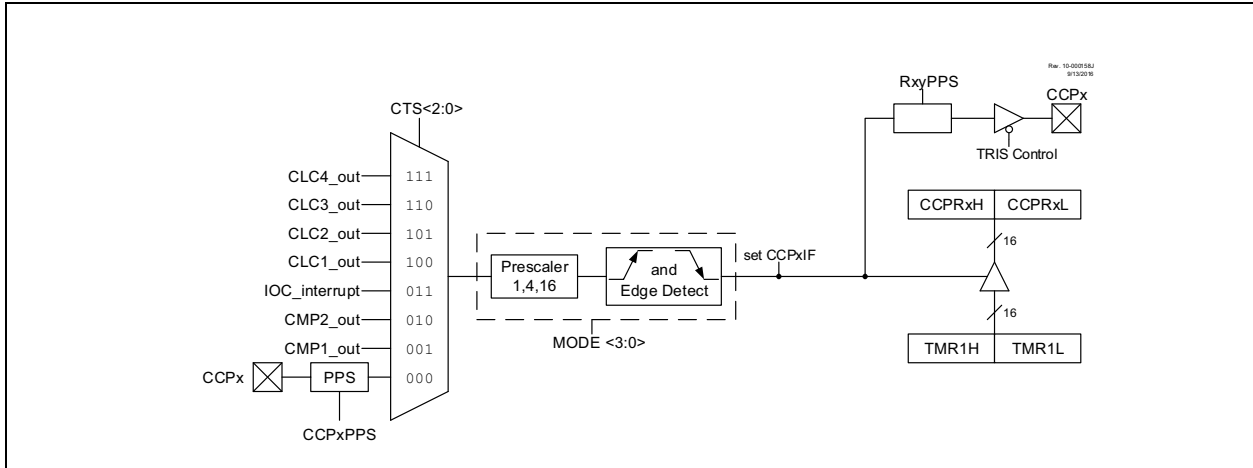 Rev. 10-000158J
9/13/2016
RxyPPS
CCPx
CTS<2:0>
TRIS Control
CLC4_out 111
CLC3_out 110
CCPRxH CCPRxL
CLC2_out 101
16
CLC1_out 100
set CCPxIF
Prescaler
1,4,16
and
Edge Detect
IOC_interrupt 011
CMP2_out 010
16
MODE <3:0>
CMP1_out 001
TMR1H TMR1L
CCPx PPS 000
CCPxPPS